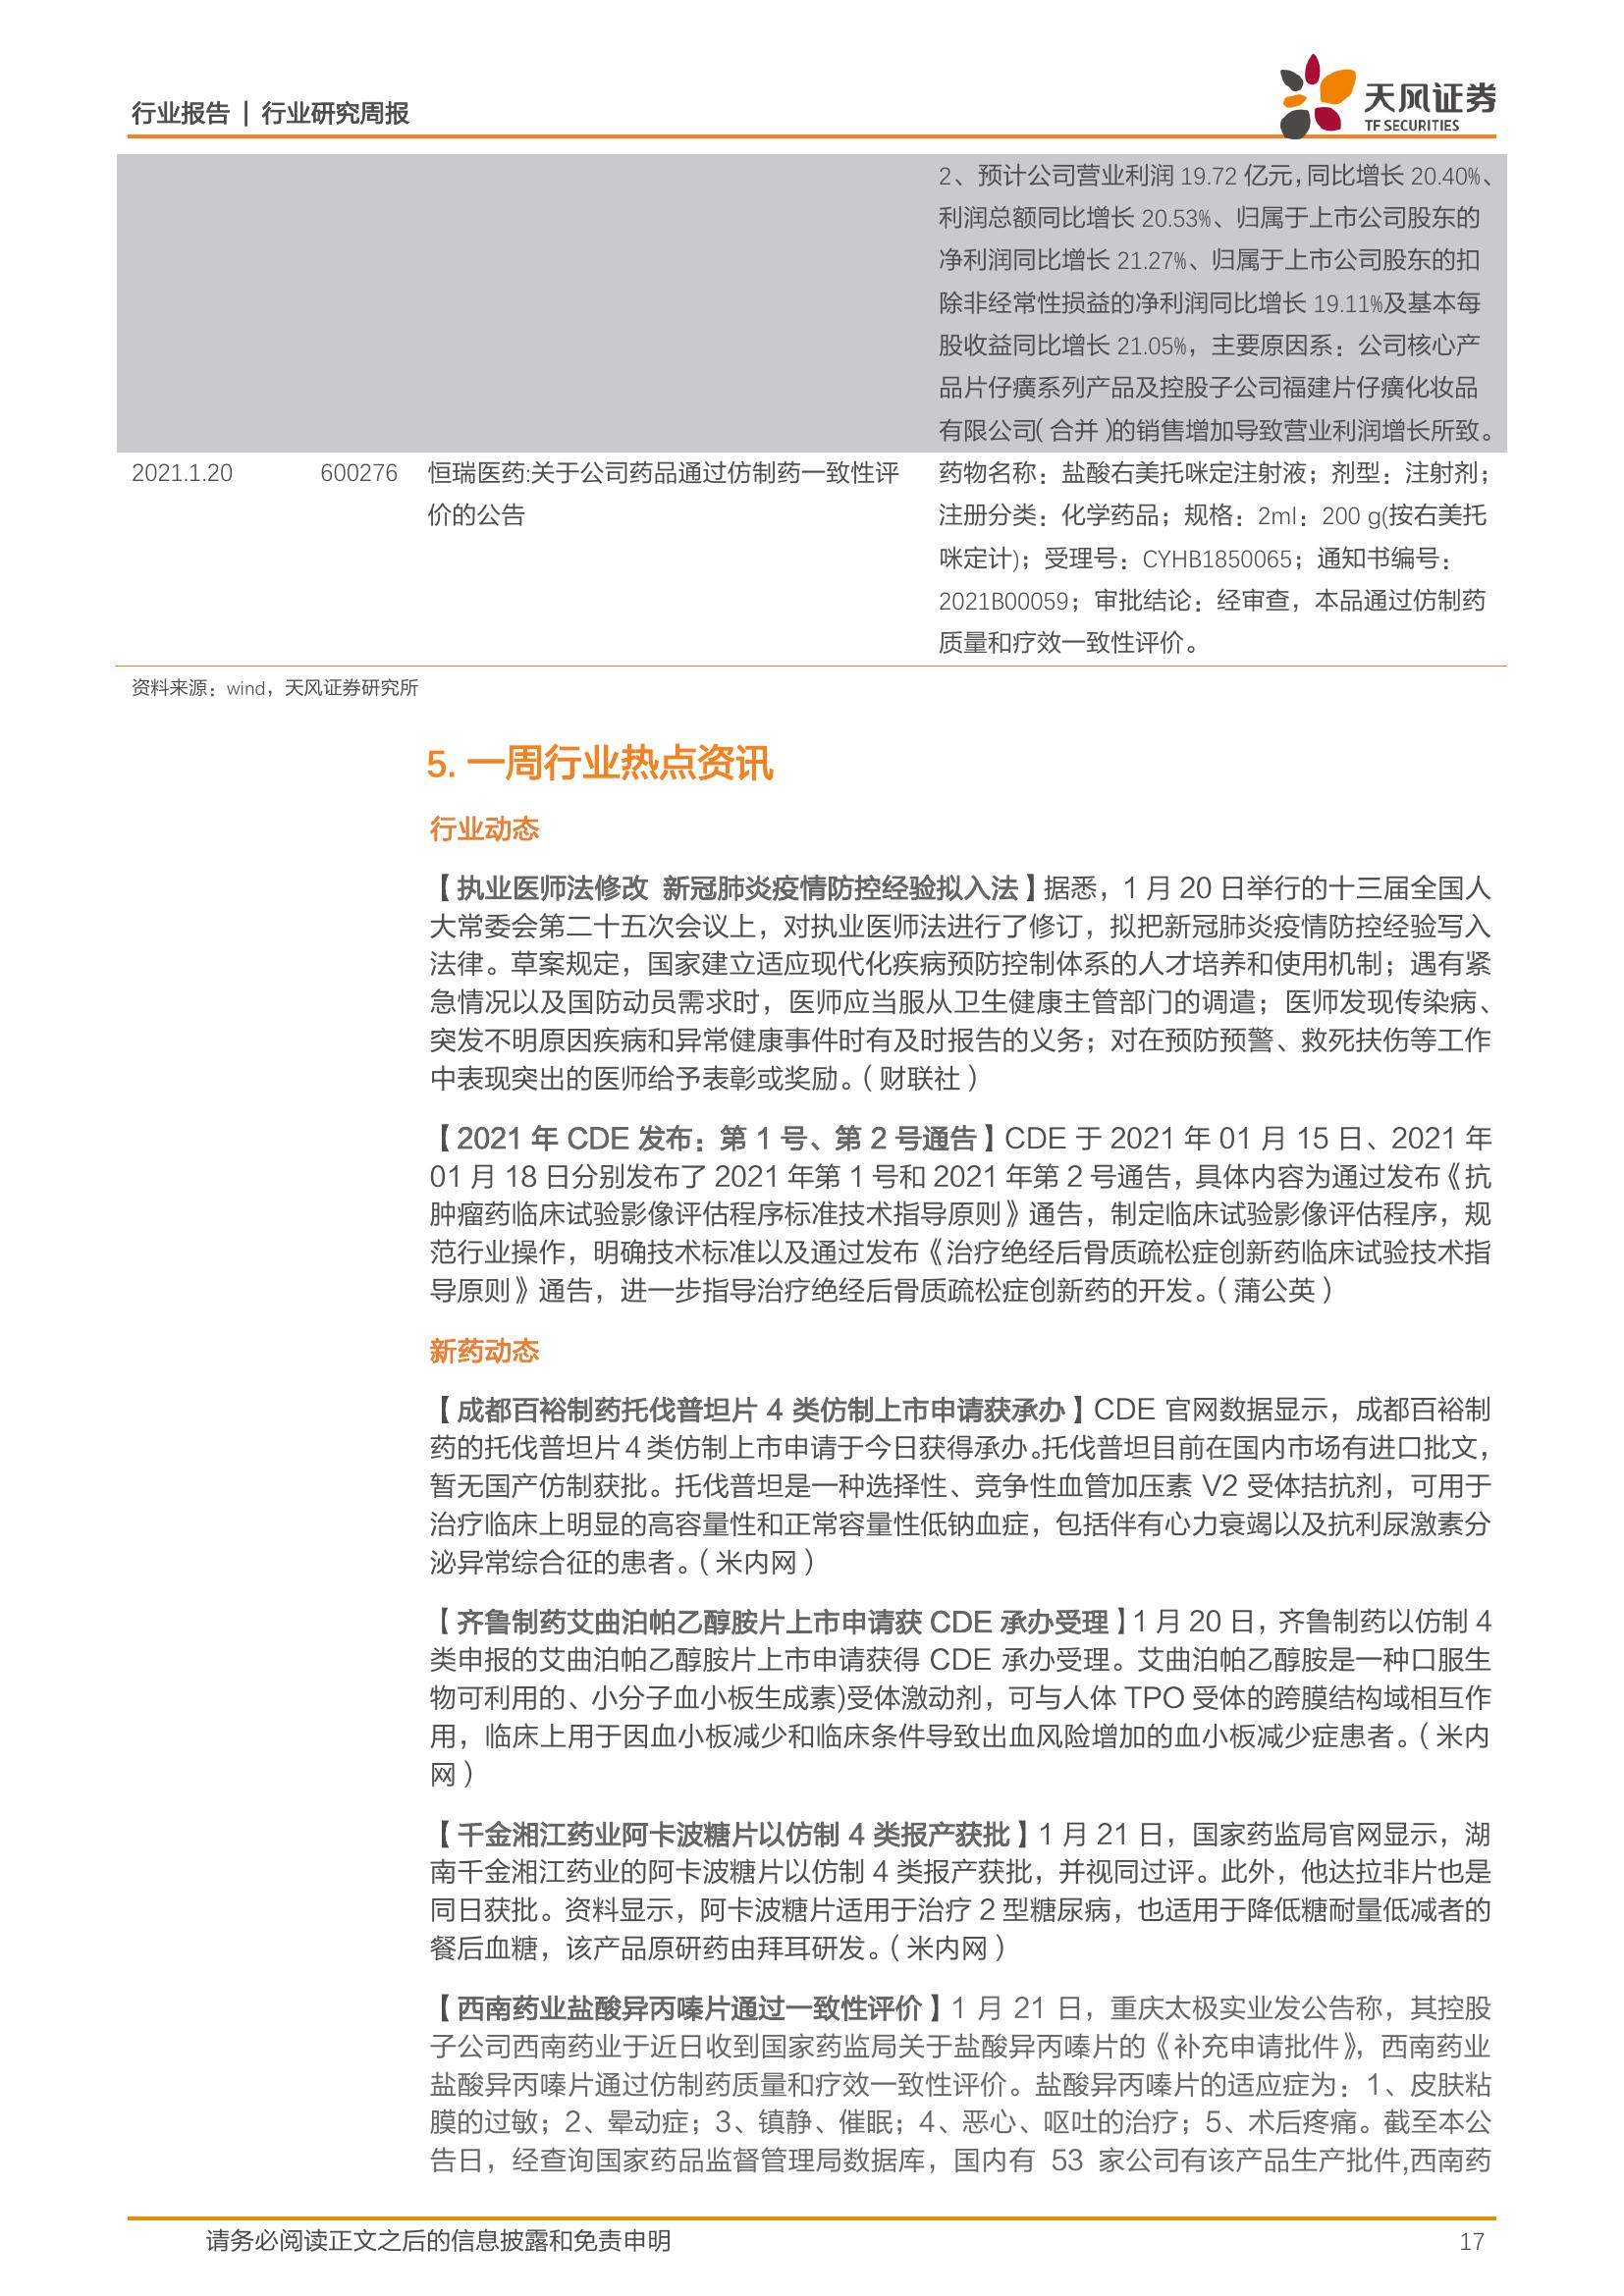 行业报告 | 行业研究周报
天风证券
TF SECURITIES
2、预计公司营业利润 19.72 亿元，同比增长 20.40%、
利润总额同比增长 20.53%、归属于上市公司股东的
净利润同比增长 21.27%、归属于上市公司股东的扣
除非经常性损益的净利润同比增长 19.11%及基本每
股收益同比增长 21.05%，主要原因系：公司核心产
品片仔癀系列产品及控股子公司福建片仔癀化妆品
有限公司（合并）的销售增加导致营业利润增长所致。
2021.1.20 600276 恒瑞医药:关于公司药品通过仿制药一致性评
价的公告
药物名称：盐酸右美托咪定注射液；剂型：注射剂；
注册分类：化学药品；规格：2ml：200 g(按右美托
咪定计)；受理号：CYHB1850065；通知书编号：
2021B00059；审批结论：经审查，本品通过仿制药
质量和疗效一致性评价。
资料来源：wind，天风证券研究所
5. 一周行业热点资讯
行业动态
【执业医师法修改 新冠肺炎疫情防控经验拟入法】据悉，1 月 20 日举行的十三届全国人
大常委会第二十五次会议上，对执业医师法进行了修订，拟把新冠肺炎疫情防控经验写入
法律。草案规定，国家建立适应现代化疾病预防控制体系的人才培养和使用机制；遇有紧
急情况以及国防动员需求时，医师应当服从卫生健康主管部门的调遣；医师发现传染病、
突发不明原因疾病和异常健康事件时有及时报告的义务；对在预防预警、救死扶伤等工作
中表现突出的医师给予表彰或奖励。（财联社）
【2021 年 CDE 发布：第 1 号、第 2 号通告】CDE 于 2021 年 01 月 15 日、2021 年
01 月 18 日分别发布了 2021 年第 1 号和 2021 年第 2 号通告，具体内容为通过发布《抗
肿瘤药临床试验影像评估程序标准技术指导原则》通告，制定临床试验影像评估程序，规
范行业操作，明确技术标准以及通过发布《治疗绝经后骨质疏松症创新药临床试验技术指
导原则》通告，进一步指导治疗绝经后骨质疏松症创新药的开发。（蒲公英）
新药动态
【成都百裕制药托伐普坦片 4 类仿制上市申请获承办】CDE 官网数据显示，成都百裕制
药的托伐普坦片 4 类仿制上市申请于今日获得承办。托伐普坦目前在国内市场有进口批文，
暂无国产仿制获批。托伐普坦是一种选择性、竞争性血管加压素 V2 受体拮抗剂，可用于
治疗临床上明显的高容量性和正常容量性低钠血症，包括伴有心力衰竭以及抗利尿激素分
泌异常综合征的患者。（米内网）
【齐鲁制药艾曲泊帕乙醇胺片上市申请获 CDE 承办受理】1 月 20 日，齐鲁制药以仿制 4
类申报的艾曲泊帕乙醇胺片上市申请获得 CDE 承办受理。艾曲泊帕乙醇胺是一种口服生
物可利用的、小分子血小板生成素)受体激动剂，可与人体 TPO 受体的跨膜结构域相互作
用，临床上用于因血小板减少和临床条件导致出血风险增加的血小板减少症患者。（米内
网）
【千金湘江药业阿卡波糖片以仿制 4 类报产获批】1 月 21 日，国家药监局官网显示，湖
南千金湘江药业的阿卡波糖片以仿制 4 类报产获批，并视同过评。此外，他达拉非片也是
同日获批。资料显示，阿卡波糖片适用于治疗 2 型糖尿病，也适用于降低糖耐量低减者的
餐后血糖，该产品原研药由拜耳研发。（米内网）
【西南药业盐酸异丙嗪片通过一致性评价】1 月 21 日，重庆太极实业发公告称，其控股
子公司西南药业于近日收到国家药监局关于盐酸异丙嗪片的《补充申请批件》，西南药业
盐酸异丙嗪片通过仿制药质量和疗效一致性评价。盐酸异丙嗪片的适应症为：1、皮肤粘
膜的过敏；2、晕动症；3、镇静、催眠；4、恶心、呕吐的治疗；5、术后疼痛。截至本公
告日，经查询国家药品监督管理局数据库，国内有 53 家公司有该产品生产批件,西南药
请务必阅读正文之后的信息披露和免责申明 17